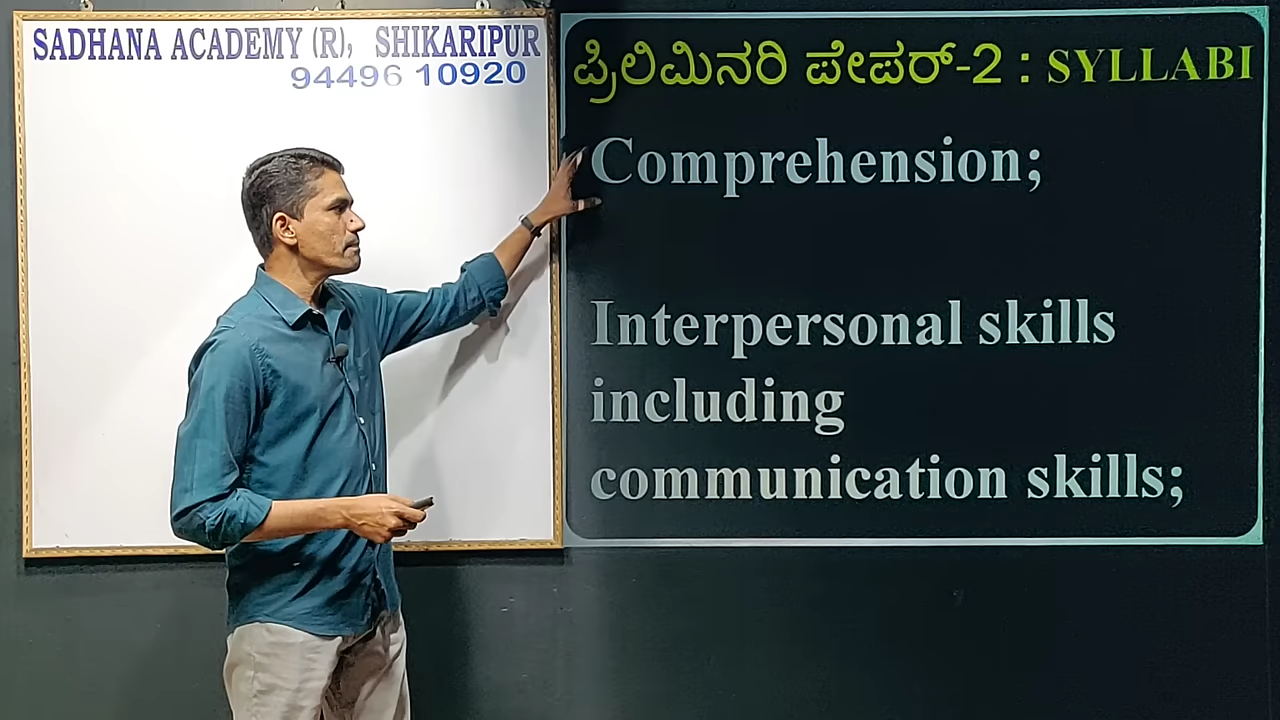 SADHANA ACADEMY (R), SHIKARIPUR
94496 10920
ಪ್ರಿಲಿಮಿನರಿ ಪೇಪರ್-2 : SYLLABI
Comprehension;
Interpersonal skills
including
communication skills;